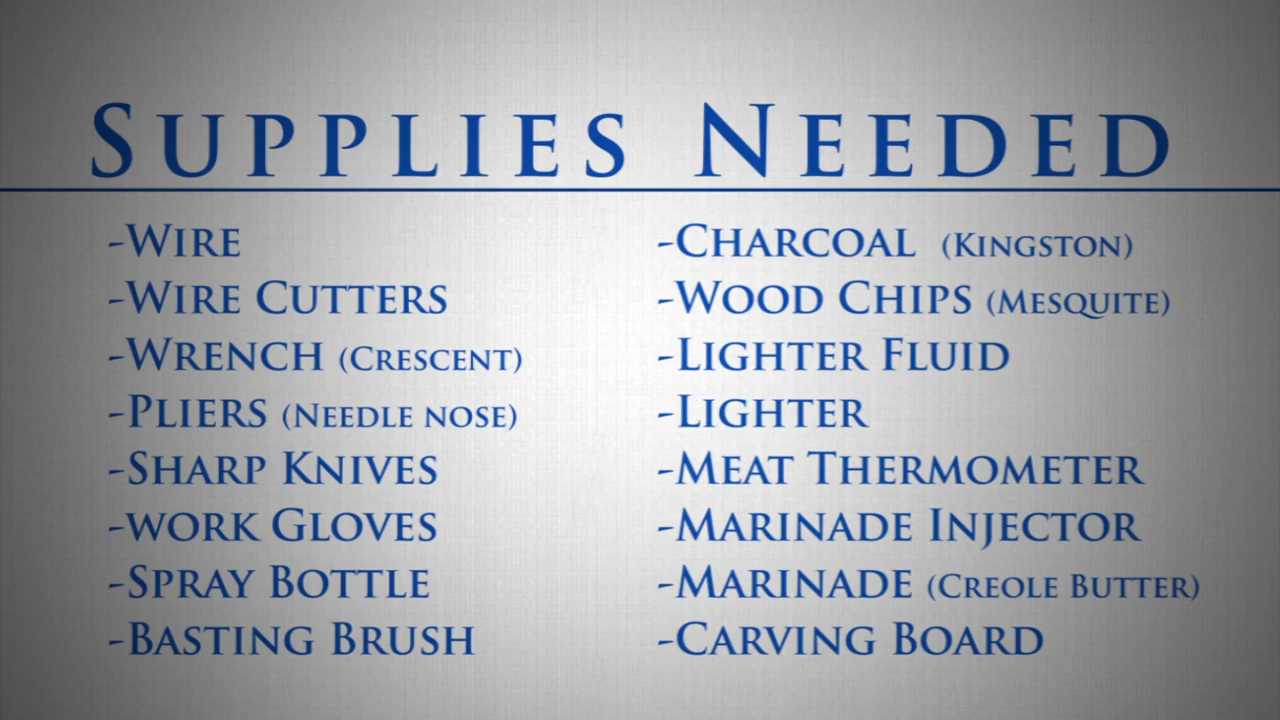 Supplies Needed
-Wire
-Wire Cutters
-Wrench (Crescent)
-Pliers (Needle nose)
-Sharp Knives
-work Gloves
-Spray Bottle
-Basting Brush
-Charcoal (Kingston)
-Wood Chips (Mesquite)
-Lighter Fluid
-Lighter
-Meat Thermometer
-Marinade Injector
-Marinade (Creole Butter)
-Carving Board